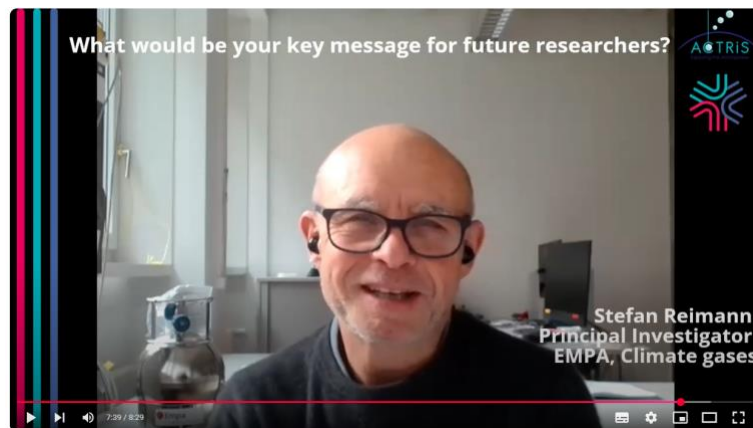 What would be your key message for future researchers?
ACTRIS
Stefan Reimann
Principal Investigator
EMPA, Climate gases
7:39 / 8:29
Empa